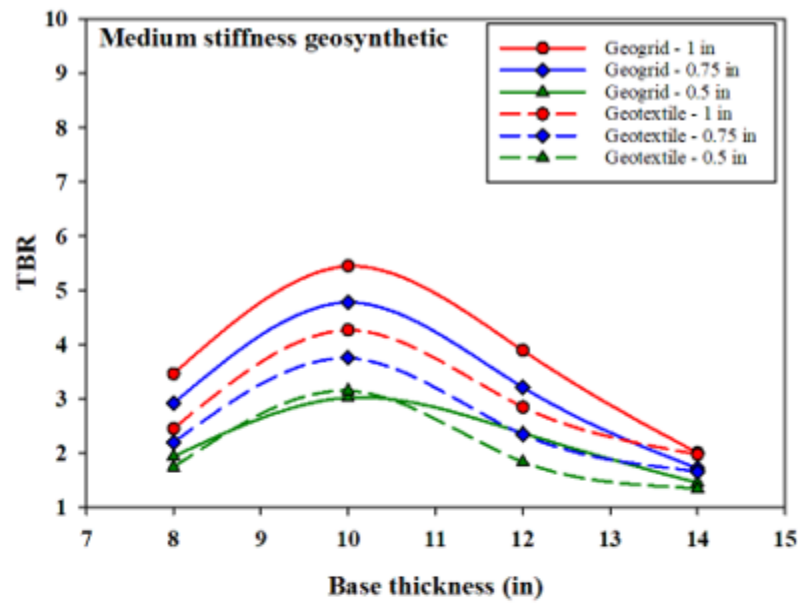 Medium stiffness geosynthetic
Geogrid - 1 in
Geogrid - 0.75 in
Geogrid - 0.5 in
Geotextile - 1 in
Geotextile - 0.75 in
Geotextile - 0.5 in
10
9
8
7
6
5
4
3
2
1
TBR
7 8 9 10 11 12 13 14 15
Base thickness (in)